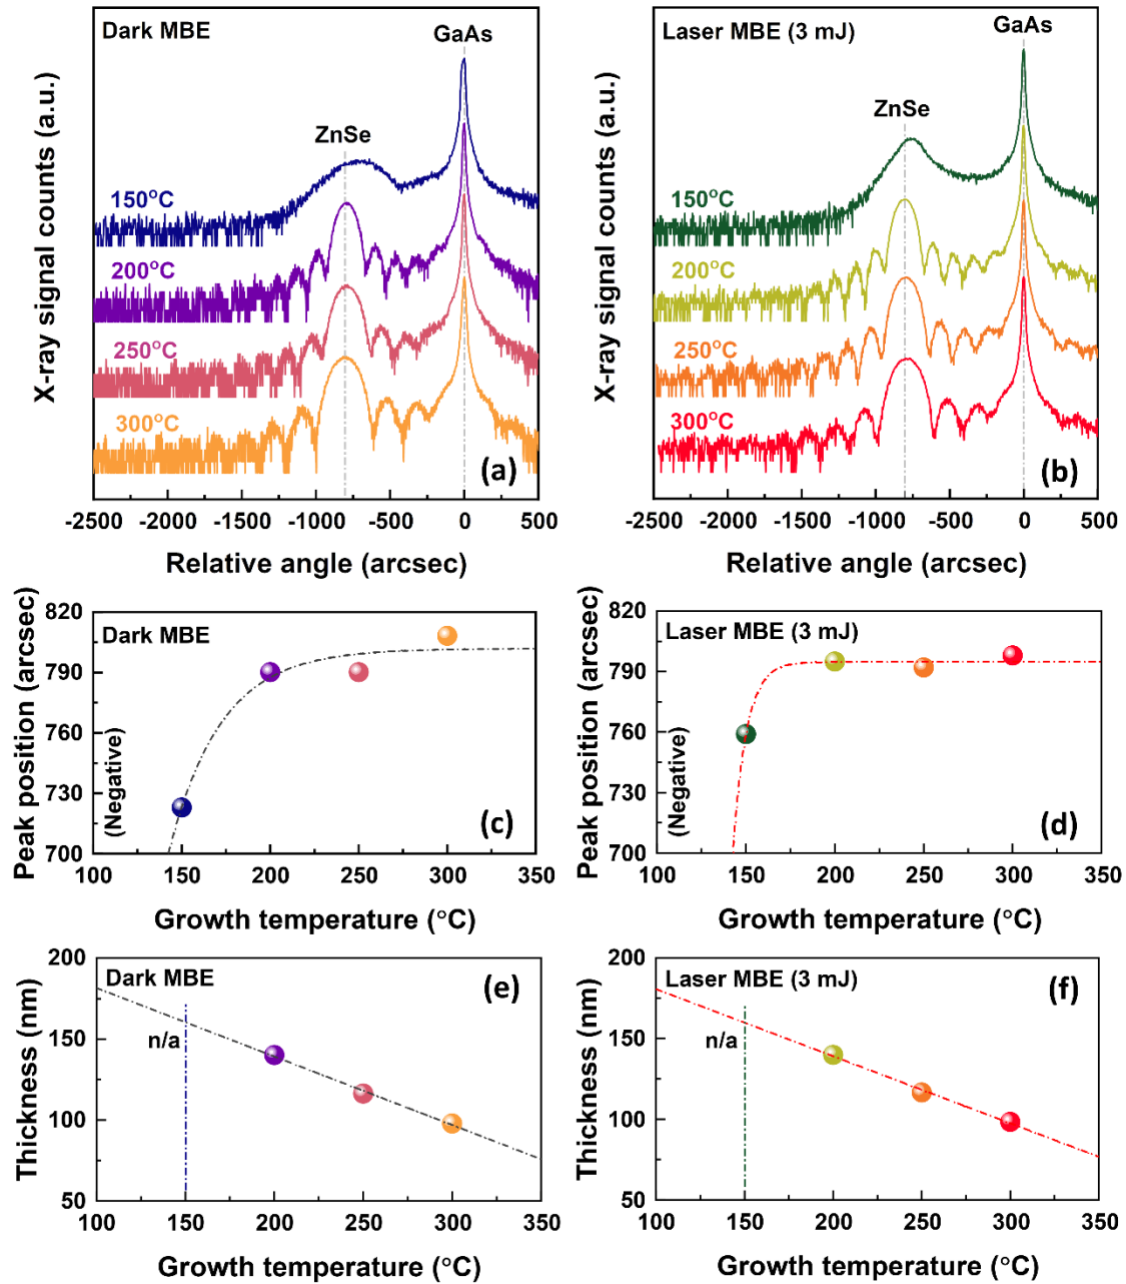 Dark MBE
GaAs
ZnSe
150°C
200°C
250°C
300°C
(a)
X-ray signal counts (a.u.)
-2500 -2000 -1500 -1000 -500 0 500
Relative angle (arcsec)
Laser MBE (3 mJ)
GaAs
ZnSe
150°C
200°C
250°C
300°C
(b)
X-ray signal counts (a.u.)
-2500 -2000 -1500 -1000 -500 0 500
Relative angle (arcsec)
Dark MBE
(c)
Peak position (arcsec)
(Negative)
820
790
760
730
700
100 150 200 250 300 350
Growth temperature (°C)
Laser MBE (3 mJ)
(d)
Peak position (arcsec)
(Negative)
820
790
760
730
700
100 150 200 250 300 350
Growth temperature (°C)
Dark MBE
(e)
n/a
Thickness (nm)
200
150
100
50
100 150 200 250 300 350
Growth temperature (°C)
Laser MBE (3 mJ)
(f)
n/a
Thickness (nm)
200
150
100
50
100 150 200 250 300 350
Growth temperature (°C)